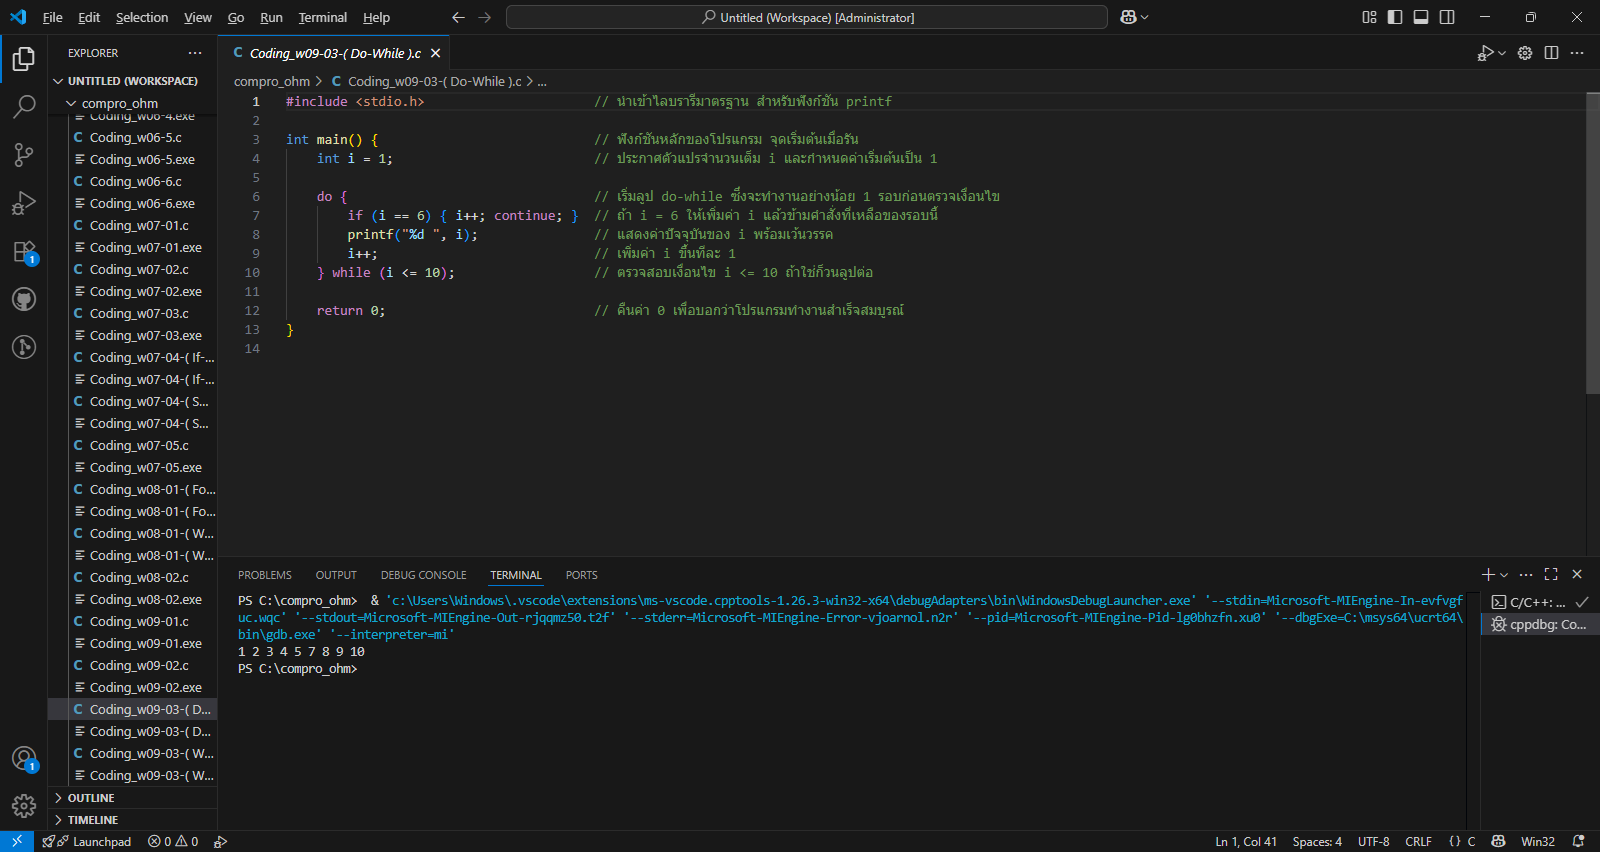 File Edit Selection View Go Run Terminal Help
Untitled (Workspace) [Administrator]
EXPLORER
UNTITLED (WORKSPACE)
compro_ohm
Coding_w06-4.exe
Coding_w06-5.c
Coding_w06-5.exe
Coding_w06-6.c
Coding_w06-6.exe
Coding_w07-01.c
Coding_w07-01.exe
Coding_w07-02.c
Coding_w07-02.exe
Coding_w07-03.c
Coding_w07-03.exe
Coding_w07-04-( If-...
Coding_w07-04-( If-...
Coding_w07-04-( S...
Coding_w07-04-( S...
Coding_w07-05.c
Coding_w07-05.exe
Coding_w08-01-( Fo...
Coding_w08-01-( Fo...
Coding_w08-01-( W...
Coding_w08-01-( W...
Coding_w08-02.c
Coding_w08-02.exe
Coding_w09-01.c
Coding_w09-01.exe
Coding_w09-02.c
Coding_w09-02.exe
Coding_w09-03-( D...
Coding_w09-03-( D...
Coding_w09-03-( W...
Coding_w09-03-( W...
OUTLINE
TIMELINE
Coding_w09-03-( Do-While ).c
compro_ohm > C Coding_w09-03-( Do-While ).c > ...
1 #include <stdio.h> // นำเข้าไลบรารีมาตรฐาน สำหรับฟังก์ชัน printf
2
3 int main() { // ฟังก์ชันหลักของโปรแกรม จุดเริ่มต้นเมื่อรัน
4 int i = 1; // ประกาศตัวแปรจำนวนเต็ม i และกำหนดค่าเริ่มต้นเป็น 1
5
6 do { // เริ่มลูป do-while ซึ่งจะทำงานอย่างน้อย 1 รอบก่อนตรวจเงื่อนไข
7 if (i == 6) { i++; continue; } // ถ้า i = 6 ให้เพิ่มค่า i แล้วข้ามคำสั่งที่เหลือของรอบนี้
8 printf("%d ", i); // แสดงค่าปัจจุบันของ i พร้อมเว้นวรรค
9 i++; // เพิ่มค่า i ขึ้นทีละ 1
10 } while (i <= 10); // ตรวจสอบเงื่อนไข i <= 10 ถ้าใช่ก็วนลูปต่อ
11
12 return 0; // คืนค่า 0 เพื่อบอกว่าโปรแกรมทำงานสำเร็จสมบูรณ์
13 }
14
PROBLEMS OUTPUT DEBUG CONSOLE TERMINAL PORTS
PS C:\compro_ohm> & 'c:\Users\Windows\.vscode\extensions\ms-vscode.cpptools-1.26.3-win32-x64\debugAdapters\bin\WindowsDebugLauncher.exe' '--stdin=Microsoft-MIEngine-In-evfvgf
uc.wqc' '--stdout=Microsoft-MIEngine-Out-rjqqmz50.t2f' '--stderr=Microsoft-MIEngine-Error-vjoarnol.n2r' '--pid=Microsoft-MIEngine-Pid-lg0bhzfn.xu0' '--dbgExe=C:\msys64\ucrt64\
bin\gdb.exe' '--interpreter=mi'
1 2 3 4 5 7 8 9 10
PS C:\compro_ohm>
C/C++: ...
cppdbg: Co...
Launchpad 0 0
Ln 1, Col 41 Spaces: 4 UTF-8 CRLF {} C Win32